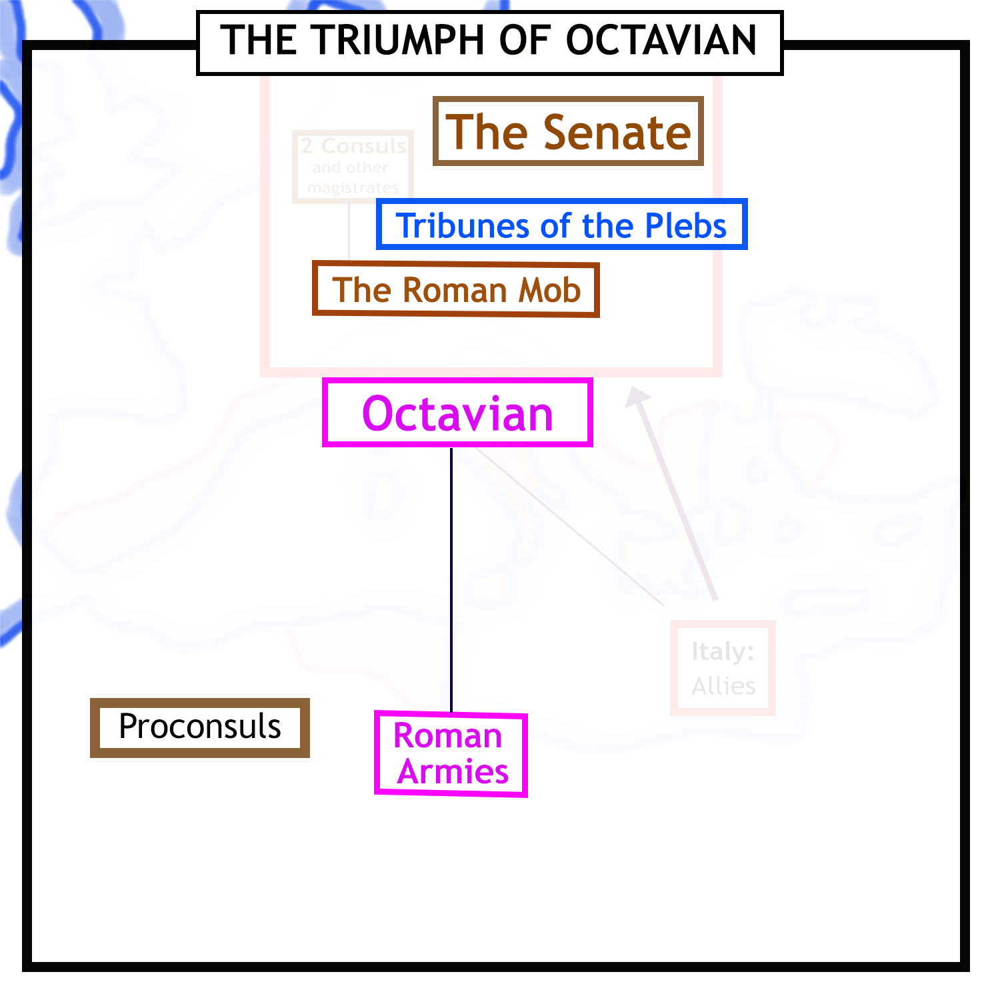 THE TRIUMPH OF OCTAVIAN
The Senate
2 Consuls
and other
magistrates
Tribunes of the Plebs
The Roman Mob
Octavian
Italy:
Allies
Proconsuls
Roman
Armies